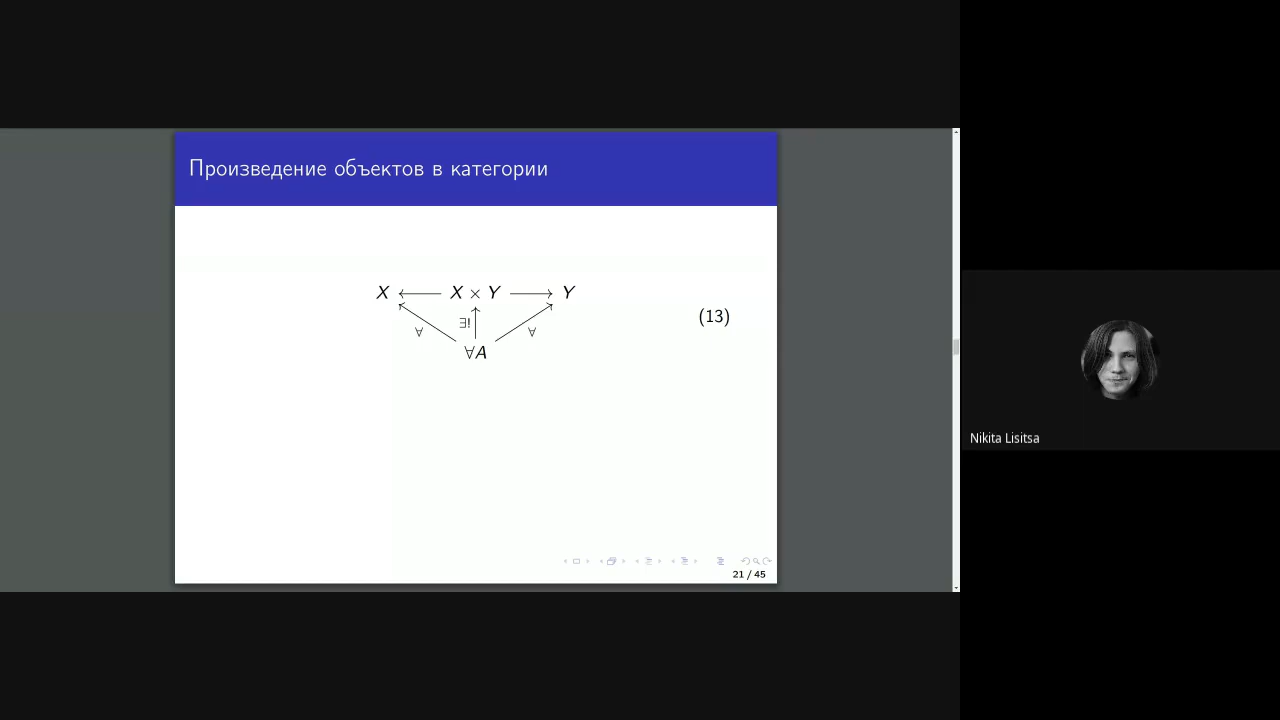 Произведение объектов в категории
X ← X × Y → Y
∀ ∃! ∀
(13)
∀A
Nikita Lisitsa
21 / 45